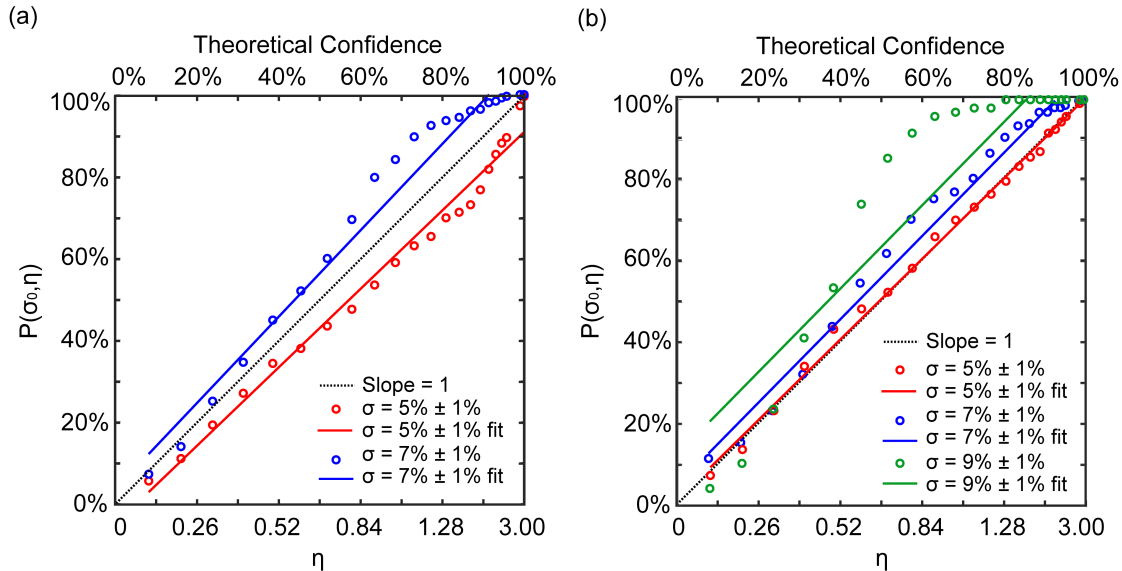 (a)
Theoretical Confidence
0% 20% 40% 60% 80% 100%
100%
80%
60%
40%
20%
0%
P(σ₀,η)
Slope = 1
σ = 5% ± 1%
σ = 5% ± 1% fit
σ = 7% ± 1%
σ = 7% ± 1% fit
0 0.26 0.52 0.84 1.28 3.00
η
(b)
Theoretical Confidence
0% 20% 40% 60% 80% 100%
100%
80%
60%
40%
20%
0%
P(σ₀,η)
Slope = 1
σ = 5% ± 1%
σ = 5% ± 1% fit
σ = 7% ± 1%
σ = 7% ± 1% fit
σ = 9% ± 1%
σ = 9% ± 1% fit
0 0.26 0.52 0.84 1.28 3.00
η